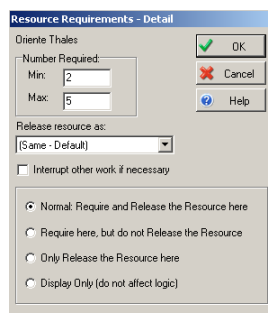 Resource Requirements - Detail
Oriente Thales
Number Required:
Min: 2
Max: 5
OK
Cancel
Help
Release resource as:
(Same - Default)
Interrupt other work if necessary
Normal: Require and Release the Resource here
Require here, but do not Release the Resource
Only Release the Resource here
Display Only (do not affect logic)